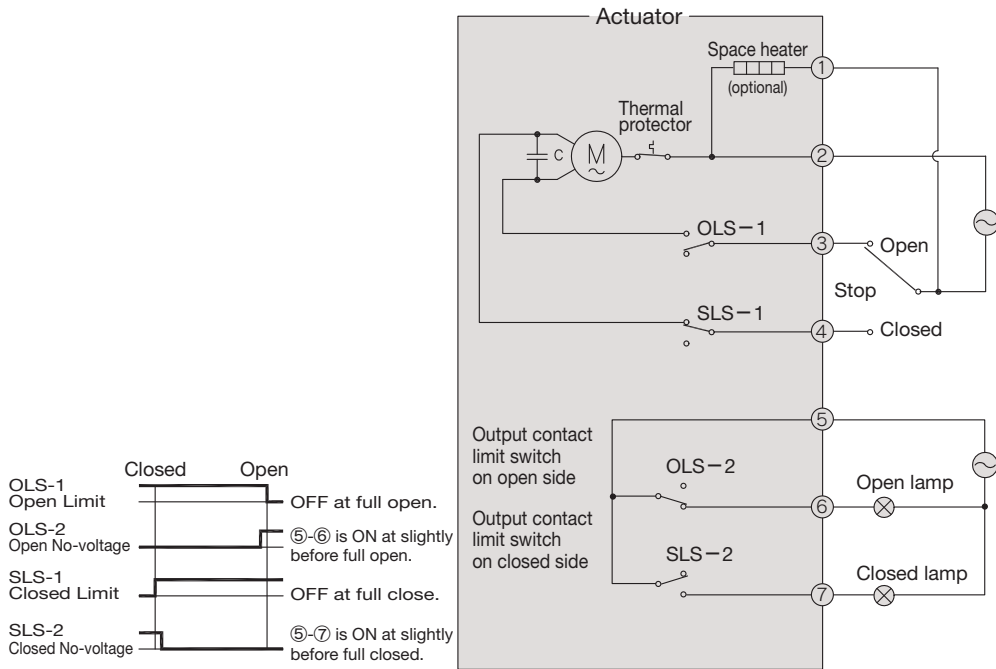 Actuator
Space heater
(optional)
1
Thermal
protector
C
M
2
OLS−1
3
Open
Stop
SLS−1
4
Closed
5
Output contact
limit switch
on open side
OLS−2
Open lamp
6
Output contact
limit switch
on closed side
SLS−2
Closed lamp
7
Closed Open
OLS-1
Open Limit
OFF at full open.
OLS-2
Open No-voltage
⑤-⑥ is ON at slightly
before full open.
SLS-1
Closed Limit
OFF at full close.
SLS-2
Closed No-voltage
⑤-⑦ is ON at slightly
before full closed.